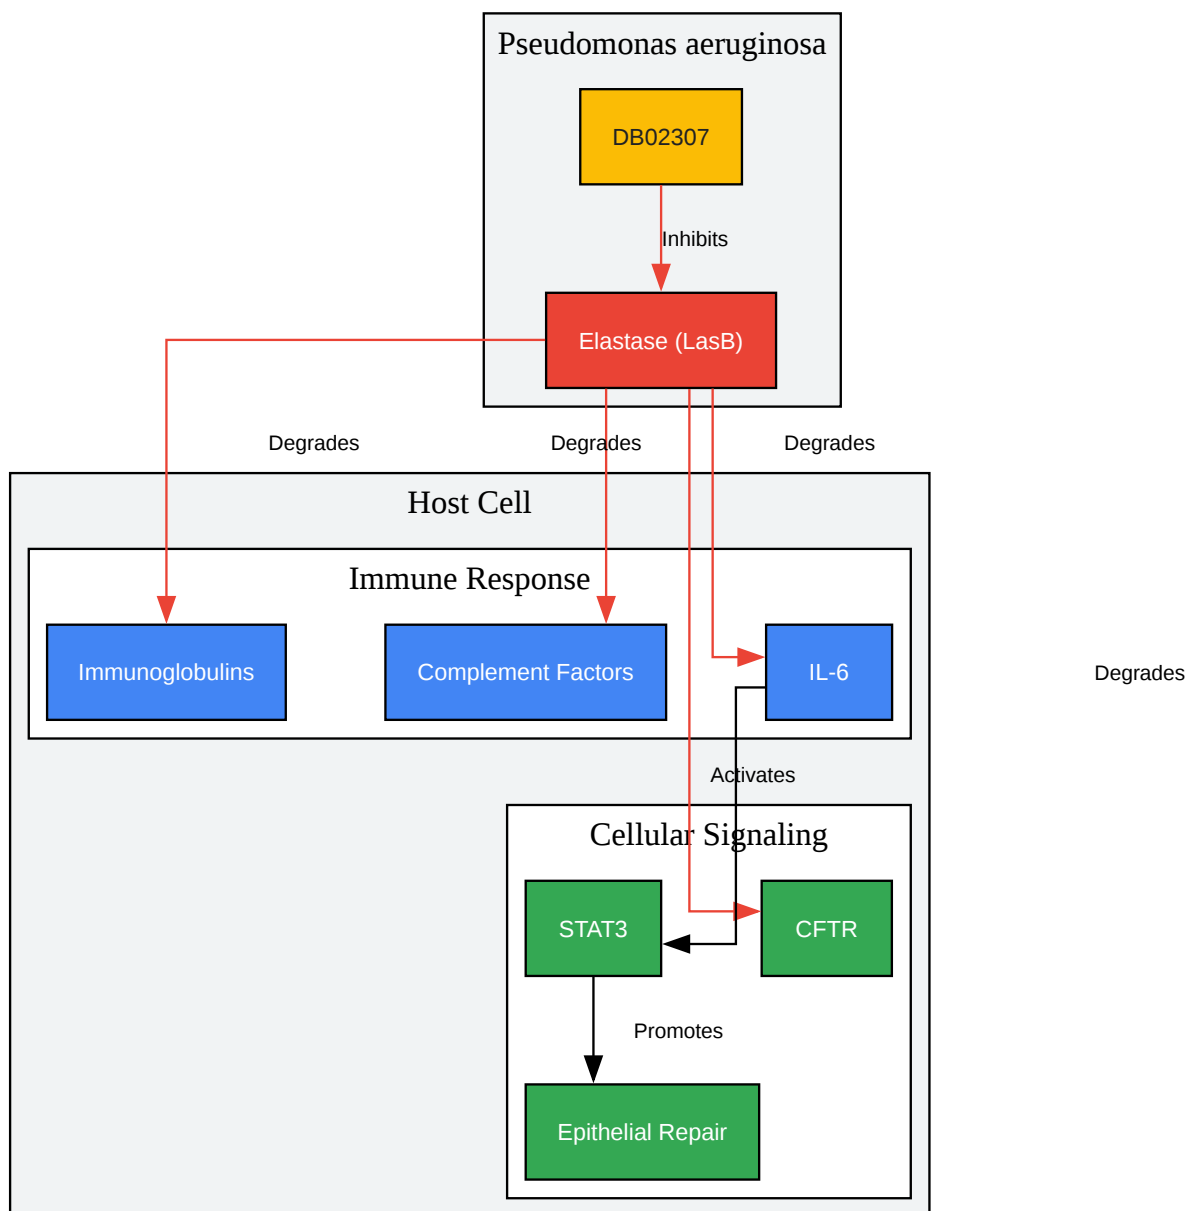 Pseudomonas aeruginosa
DB02307
Inhibits
Elastase (LasB)
Degrades
Degrades
Degrades
Host Cell
Immune Response
Immunoglobulins
Complement Factors
IL-6
Degrades
Activates
Cellular Signaling
STAT3
CFTR
Promotes
Epithelial Repair